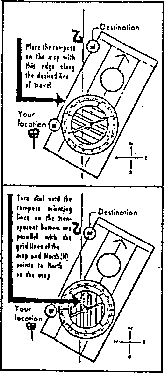 Destination
Place the compass
on the map with
this edge along
the desired line
of travel
Your
location
N
E
S
Destination
Turn dial until the
compass orienting
lines on the trans-
parent bottom are
parallel with the
grid lines of the
map and North (N)
points to North
on the map
Your
location
N
W
E
S